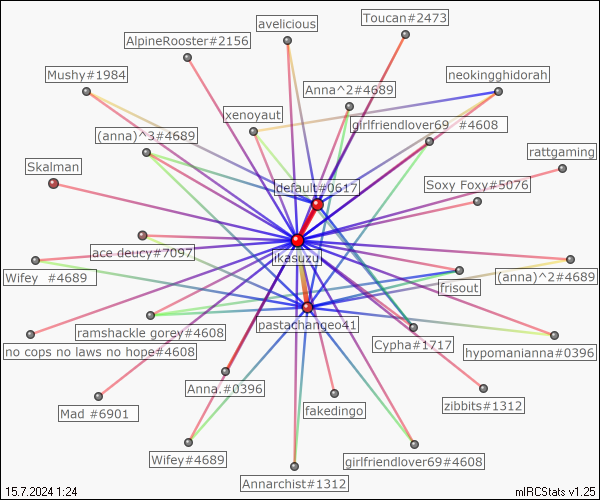 avelicious
Toucan#2473
AlpineRooster#2156
Mushy#1984
Anna^2#4689
neokingghidorah
xenoyaut
girlfriendlover69  #4608
(anna)^3#4689
rattgaming
Skalman
default#0617
Soxy Foxy#5076
ace deucy#7097
ikasuzu
Wifey  #4689
(anna)^2#4689
frisout
ramshackle gorey#4608
pastachangeo41
no cops no laws no hope#4608
Cypha#1717
hypomanianna#0396
Anna.#0396
Mad #6901
fakedingo
zibbits#1312
Wifey#4689
girlfriendlover69#4608
Annarchist#1312
15.7.2024 1:24
mIRCStats v1.25